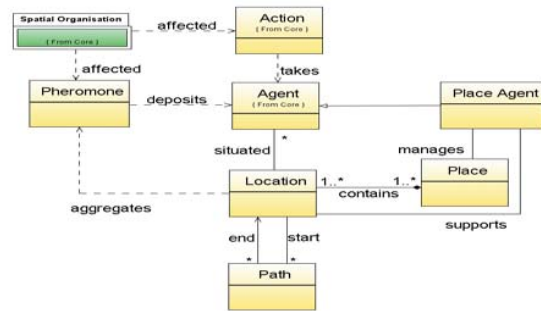 Spatial Organisation
{ From Core }
affected
Action
{ From Core }
affected
takes
Pheromone
deposits
Agent
{ From Core }
Place Agent
*
situated
manages
Location
1..*
1..*
contains
Place
aggregates
supports
end
start
*
*
Path